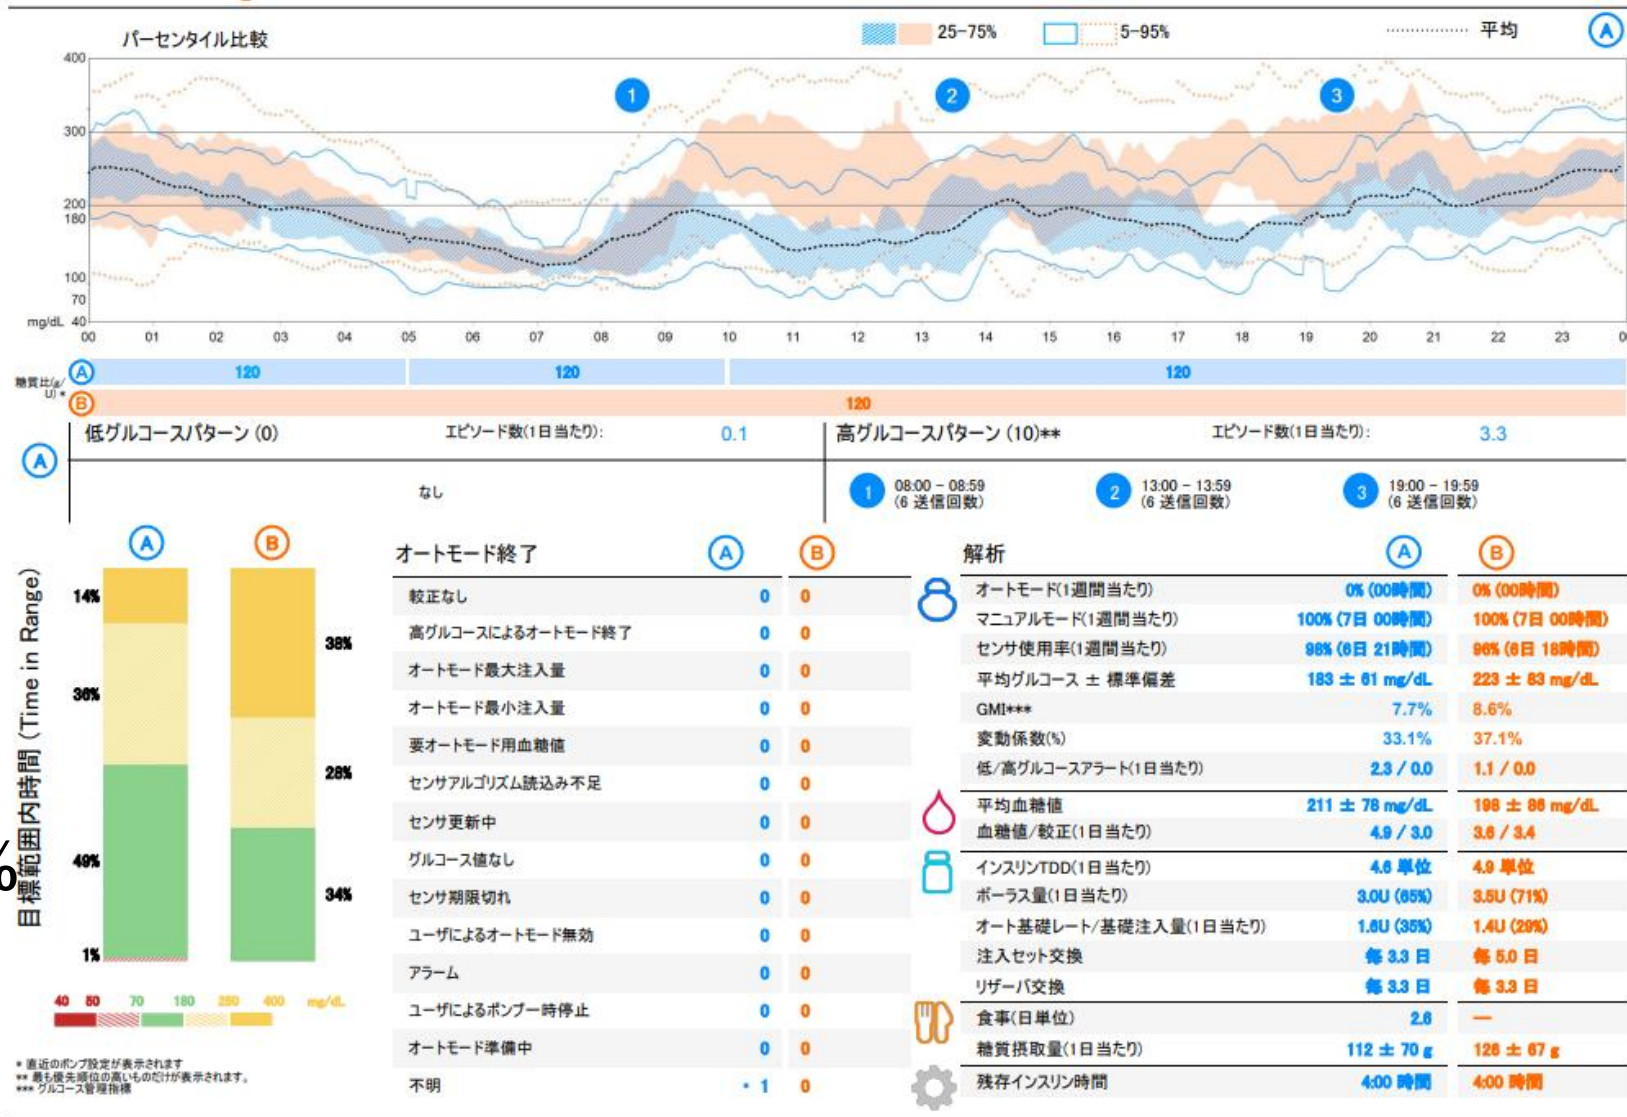 パーセンタイル比較 25-75% 5-95% 平均 A
400
300
200
180
100
70
mg/dL 40
1 2 3
00 01 02 03 04 05 06 07 08 09 10 11 12 13 14 15 16 17 18 19 20 21 22 23 0
糖質比(g/U) *
A 120 120 120
B 120
A
低グルコースパターン (0) エピソード数(1日当たり): 0.1
なし
高グルコースパターン (10)** エピソード数(1日当たり): 3.3
1 08:00 - 08:59
(6 送信回数)
2 13:00 - 13:59
(6 送信回数)
3 19:00 - 19:59
(6 送信回数)
目標範囲内時間 (Time in Range)
%
A B
14%
36%
49%
1%
38%
28%
34%
40 50 70 180 250 400 mg/dL
* 直近のポンプ設定が表示されます
** 最も優先順位の高いものだけが表示されます。
*** グルコース管理指標
オートモード終了 A B
較正なし 0 0
高グルコースによるオートモード終了 0 0
オートモード最大注入量 0 0
オートモード最小注入量 0 0
要オートモード用血糖値 0 0
センサアルゴリズム読込み不足 0 0
センサ更新中 0 0
グルコース値なし 0 0
センサ期限切れ 0 0
ユーザによるオートモード無効 0 0
アラーム 0 0
ユーザによるポンプ一時停止 0 0
オートモード準備中 0 0
不明 1 0
解析 A B
オートモード(1週間当たり) 0% (00時間) 0% (00時間)
マニュアルモード(1週間当たり) 100% (7日 00時間) 100% (7日 00時間)
センサ使用率(1週間当たり) 98% (6日 21時間) 96% (6日 18時間)
平均グルコース ± 標準偏差 183 ± 61 mg/dL 223 ± 83 mg/dL
GMI*** 7.7% 8.6%
変動係数(%) 33.1% 37.1%
低/高グルコースアラート(1日当たり) 2.3 / 0.0 1.1 / 0.0
平均血糖値 211 ± 78 mg/dL 198 ± 86 mg/dL
血糖値/較正(1日当たり) 4.9 / 3.0 3.6 / 3.4
インスリンTDD(1日当たり) 4.6 単位 4.9 単位
ボーラス量(1日当たり) 3.0U (65%) 3.5U (71%)
オート基礎レート/基礎注入量(1日当たり) 1.6U (35%) 1.4U (29%)
注入セット交換 毎 3.3 日 毎 5.0 日
リザーバ交換 毎 3.3 日 毎 3.3 日
食事(日単位) 2.6 —
糖質摂取量(1日当たり) 112 ± 70 g 126 ± 67 g
残存インスリン時間 4:00 時間 4:00 時間